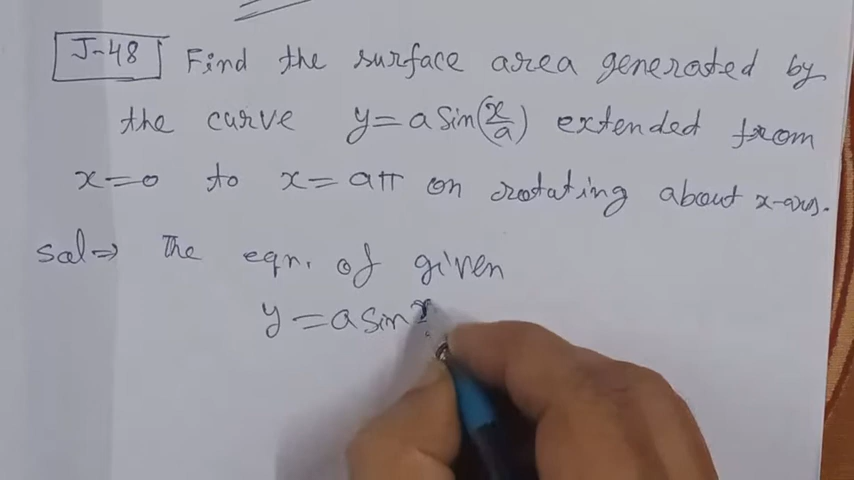 J-48 Find the surface area generated by
the curve y=a sin(x/a) extended from
x=0 to x=aπ on rotating about x-axis.
Sol⇒ The eqn. of given
y=a sin x